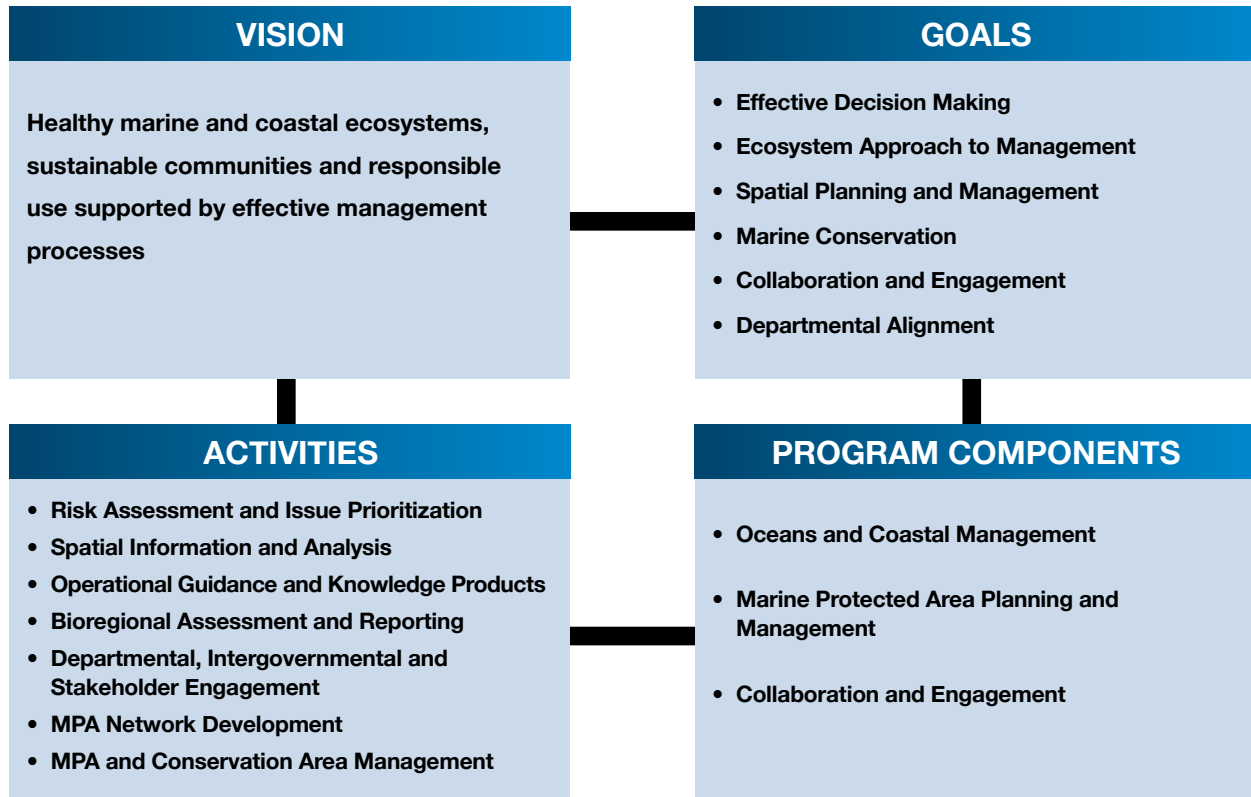 VISION
Healthy marine and coastal ecosystems,
sustainable communities and responsible
use supported by effective management
processes
GOALS
• Effective Decision Making
• Ecosystem Approach to Management
• Spatial Planning and Management
• Marine Conservation
• Collaboration and Engagement
• Departmental Alignment
ACTIVITIES
• Risk Assessment and Issue Prioritization
• Spatial Information and Analysis
• Operational Guidance and Knowledge Products
• Bioregional Assessment and Reporting
• Departmental, Intergovernmental and
Stakeholder Engagement
• MPA Network Development
• MPA and Conservation Area Management
PROGRAM COMPONENTS
• Oceans and Coastal Management
• Marine Protected Area Planning and
Management
• Collaboration and Engagement